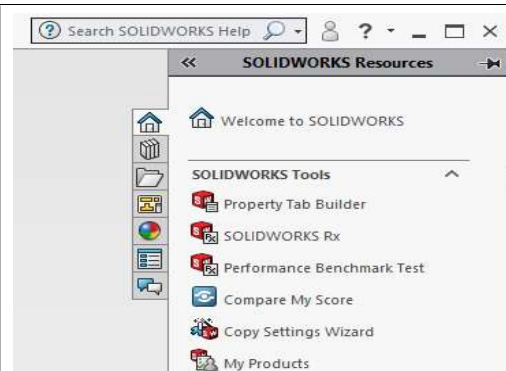 Search SOLIDWORKS Help
SOLIDWORKS Resources
Welcome to SOLIDWORKS
SOLIDWORKS Tools
Property Tab Builder
SOLIDWORKS Rx
Performance Benchmark Test
Compare My Score
Copy Settings Wizard
My Products